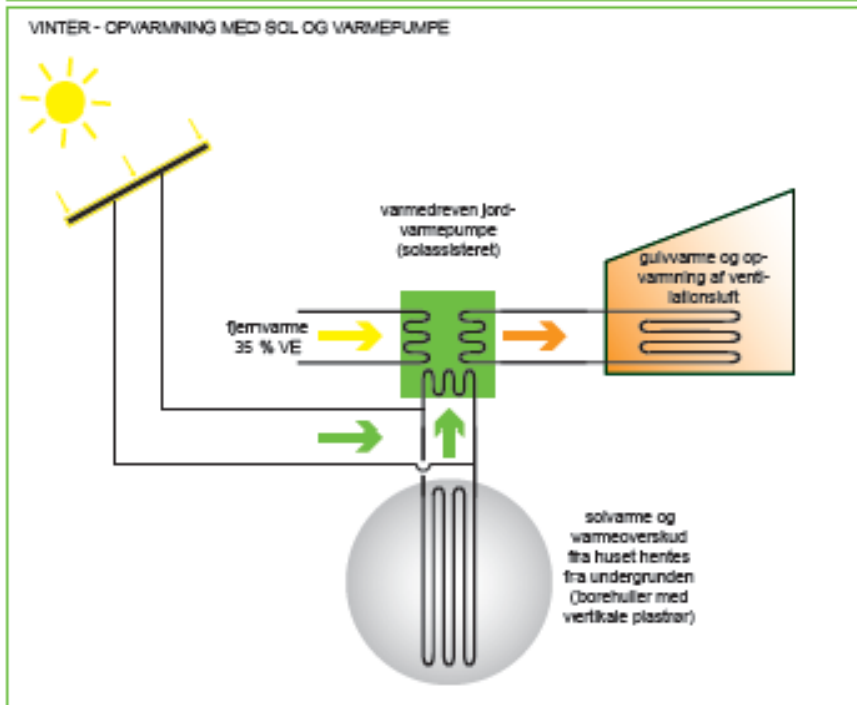 VINTER - OPVARMNING MED SOL OG VARMEPUMPE
varmedreven jord-
varmepumpe
(solassisteret)
gulvvarme og op-
varmning af venti-
lationsluft
fjernvarme
35 % VE
solvarme og
varmeoverskud
fra huset hentes
fra undergrunden
(borehuller med
vertikale plastrør)